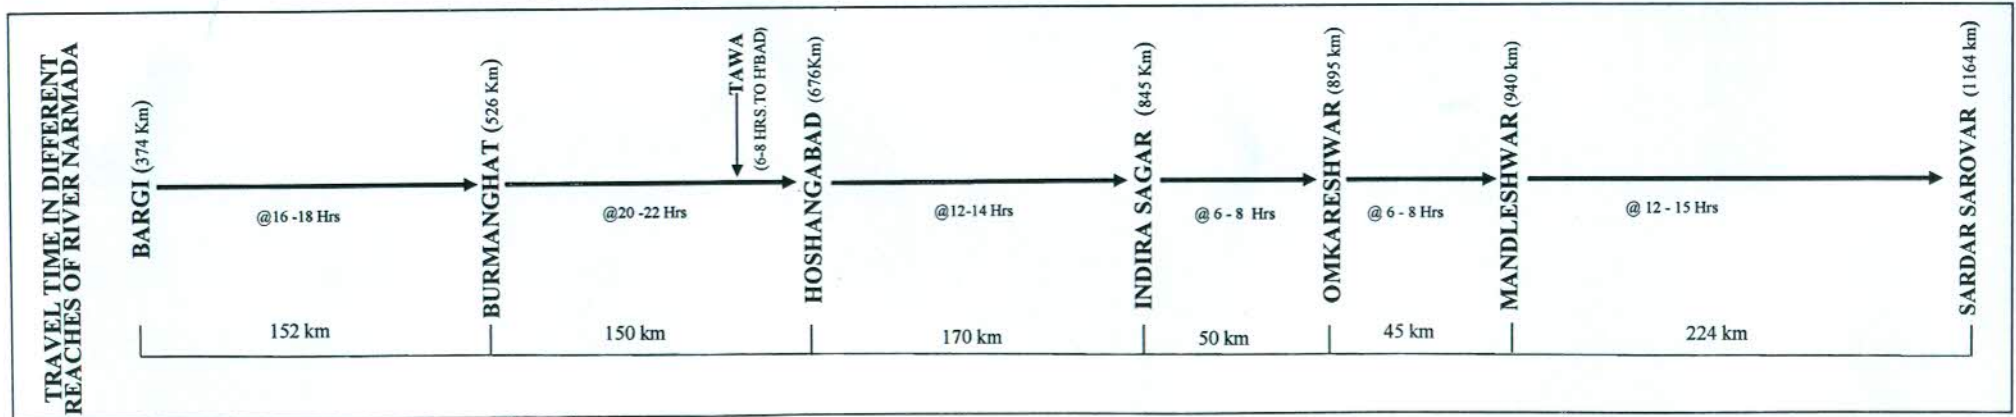 TRAVEL TIME IN DIFFERENT
REACHES OF RIVER NARMADA
BARGI (374 Km)
@16 -18 Hrs
BURMANGHAT (526 Km)
@20 -22 Hrs
TAWA
(6-8 HRS.TO H'BAD)
HOSHANGABAD (676Km)
@12-14 Hrs
INDIRA SAGAR (845 Km)
@ 6 - 8 Hrs
OMKARESHWAR (895 km)
@ 6 - 8 Hrs
MANDLESHWAR (940 km)
@ 12 - 15 Hrs
SARDAR SAROVAR (1164 km)
152 km
150 km
170 km
50 km
45 km
224 km